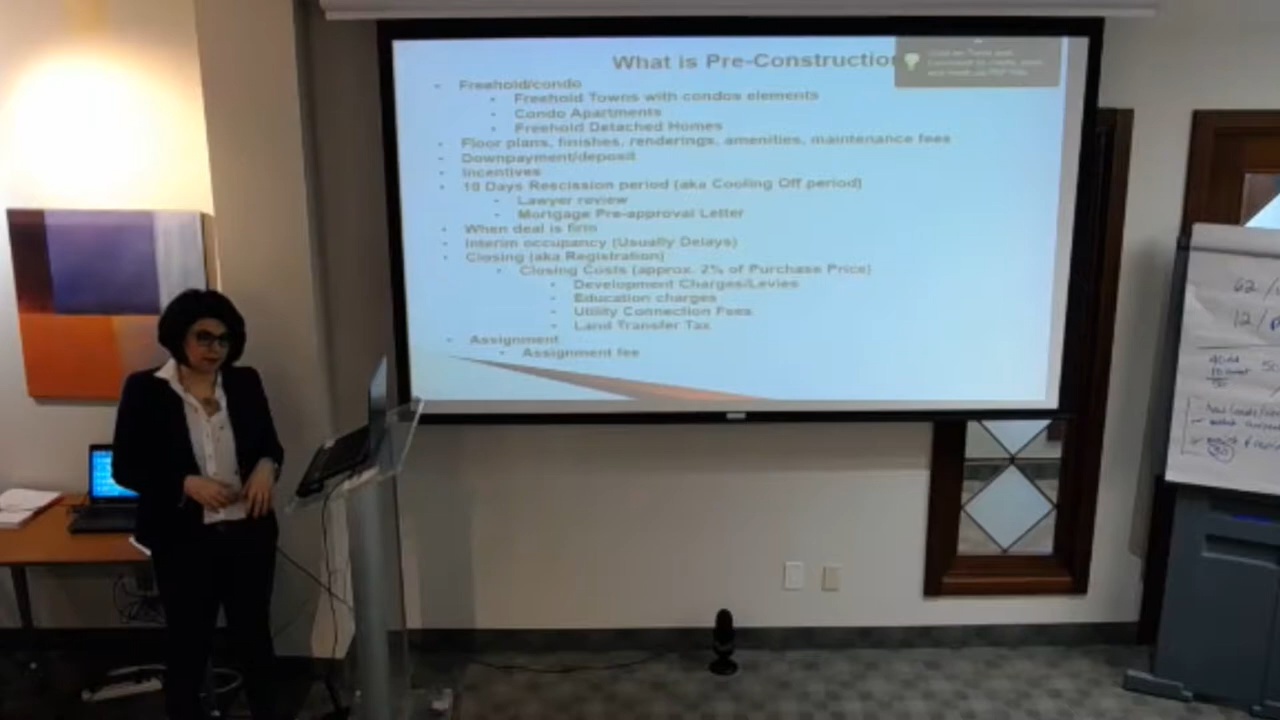 What is Pre-Construction
Freehold/condo
Freehold Towns with condos elements
Condo Apartments
Freehold Detached Homes
Floor plans, finishes, renderings, amenities, maintenance fees
Downpayment/deposit
Incentives
10 Days Rescission period (aka Cooling Off period)
Lawyer review
Mortgage Pre-approval Letter
When deal is firm
Interim occupancy (Usually Delays)
Closing (aka Registration)
Closing Costs (approx. 2% of Purchase Price)
Development Charges/Levies
Education charges
Utility Connection Fees
Land Transfer Tax
Assignment
Assignment fee
62 /
12 /
50